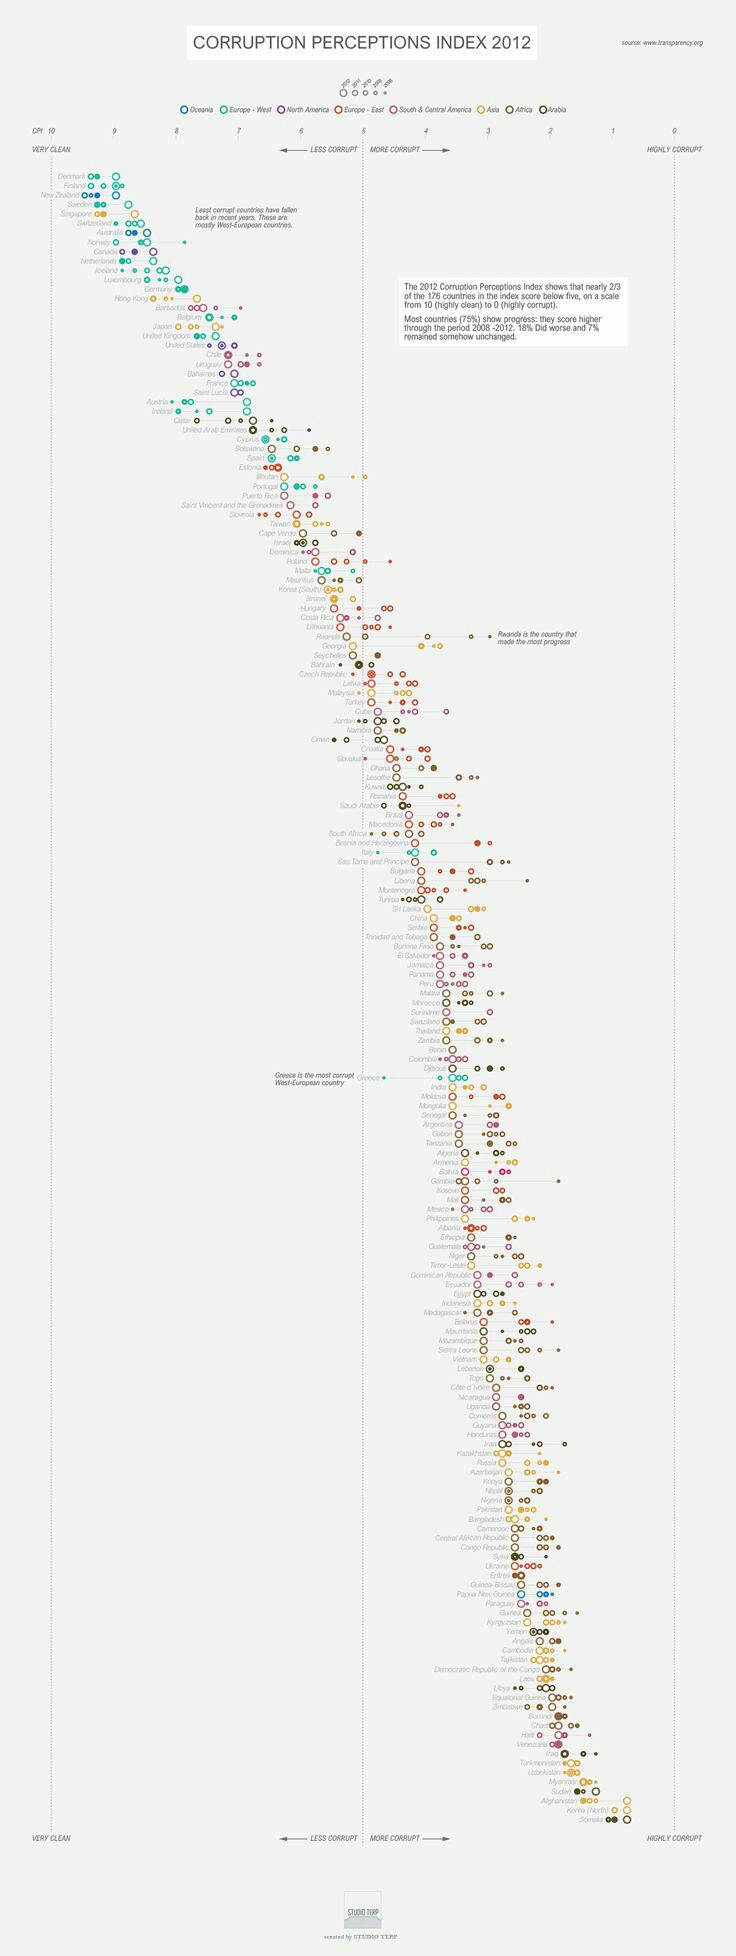 CORRUPTION PERCEPTIONS INDEX 2012
source: www.transparency.org
2012 2011 2010 2009 2008
Oceania Europe - West North America Europe - East South & Central America Asia Africa Arabia
CPI 10 9 8 7 6 5 4 3 2 1 0
VERY CLEAN LESS CORRUPT MORE CORRUPT HIGHLY CORRUPT
Denmark
Finland
New Zealand
Sweden
Singapore
Least corrupt countries have fallen
back in recent years. These are
mostly West-European countries.
Switzerland
Australia
Norway
Canada
Netherlands
Iceland
Luxembourg
Germany
The 2012 Corruption Perceptions Index shows that nearly 2/3
of the 176 countries in the index score below five, on a scale
from 10 (highly clean) to 0 (highly corrupt).
Most countries (75%) show progress: they score higher
through the period 2008 -2012. 18% Did worse and 7%
remained somehow unchanged.
Hong Kong
Barbados
Belgium
Japan
United Kingdom
United States
Chile
Uruguay
Bahamas
France
Saint Lucia
Austria
Ireland
Qatar
United Arab Emirates
Cyprus
Botswana
Spain
Estonia
Bhutan
Portugal
Puerto Rico
Saint Vincent and the Grenadines
Slovenia
Taiwan
Cape Verde
Israel
Dominica
Poland
Malta
Mauritius
Korea (South)
Brunei
Hungary
Costa Rica
Lithuania
Rwanda
Rwanda is the country that
made the most progress
Georgia
Seychelles
Bahrain
Czech Republic
Latvia
Malaysia
Turkey
Cuba
Jordan
Namibia
Oman
Croatia
Slovakia
Ghana
Lesotho
Kuwait
Romania
Saudi Arabia
Brazil
Macedonia
South Africa
Bosnia and Herzegovina
Italy
Sao Tome and Principe
Bulgaria
Liberia
Montenegro
Tunisia
Sri Lanka
China
Serbia
Trinidad and Tobago
Burkina Faso
El Salvador
Jamaica
Panama
Peru
Malawi
Morocco
Suriname
Swaziland
Thailand
Zambia
Benin
Colombia
Djibouti
Greece is the most corrupt
West-European country
Greece
India
Moldova
Mongolia
Senegal
Argentina
Gabon
Tanzania
Algeria
Armenia
Bolivia
Gambia
Kosovo
Mali
Mexico
Philippines
Albania
Ethiopia
Guatemala
Niger
Timor-Leste
Dominican Republic
Ecuador
Egypt
Indonesia
Madagascar
Belarus
Mauritania
Mozambique
Sierra Leone
Vietnam
Lebanon
Togo
Côte d´Ivoire
Nicaragua
Uganda
Comoros
Guyana
Honduras
Iran
Kazakhstan
Russia
Azerbaijan
Kenya
Nepal
Nigeria
Pakistan
Bangladesh
Cameroon
Central African Republic
Congo Republic
Syria
Ukraine
Eritrea
Guinea-Bissau
Papua New Guinea
Paraguay
Guinea
Kyrgyzstan
Yemen
Angola
Cambodia
Tajikistan
Democratic Republic of the Congo
Laos
Libya
Equatorial Guinea
Zimbabwe
Burundi
Chad
Haiti
Venezuela
Iraq
Turkmenistan
Uzbekistan
Myanmar
Sudan
Afghanistan
Korea (North)
Somalia
VERY CLEAN LESS CORRUPT MORE CORRUPT HIGHLY CORRUPT
STUDIO TERP
created by STUDIO TERP